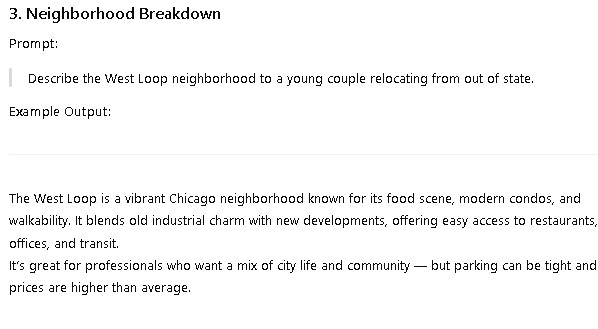 3. Neighborhood Breakdown
Prompt:
Describe the West Loop neighborhood to a young couple relocating from out of state.
Example Output:
The West Loop is a vibrant Chicago neighborhood known for its food scene, modern condos, and
walkability. It blends old industrial charm with new developments, offering easy access to restaurants,
offices, and transit.
It's great for professionals who want a mix of city life and community — but parking can be tight and
prices are higher than average.